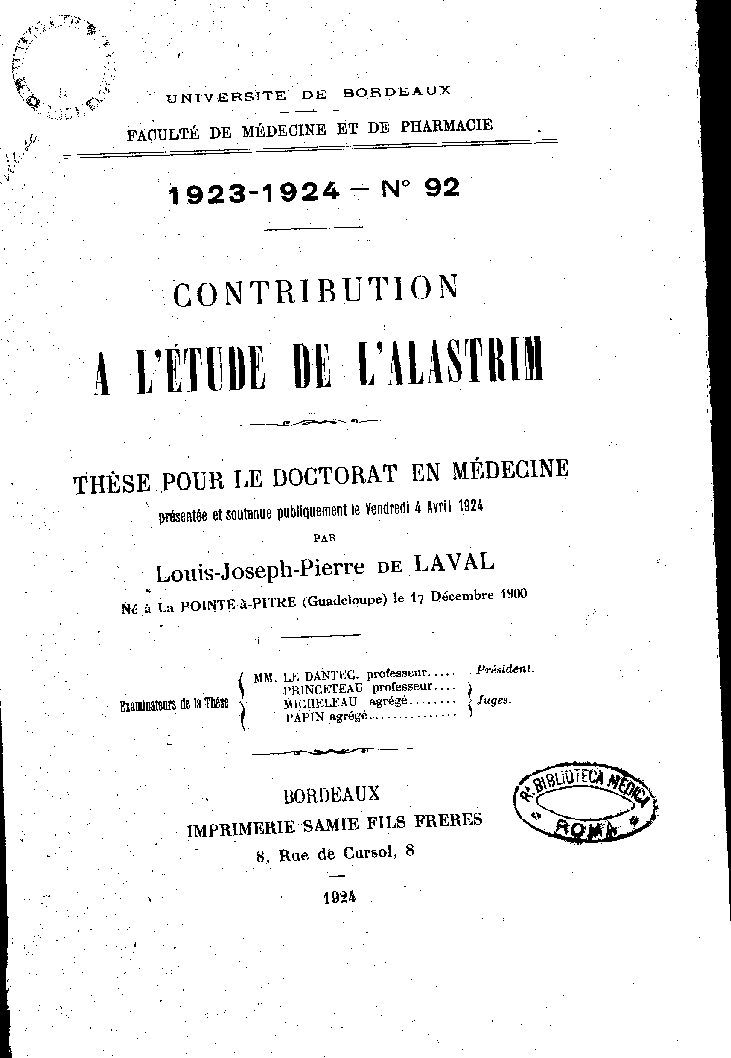 UNIVERSITE DE BORDEAUX
FACULTÉ DE MÉDECINE ET DE PHARMACIE
1923-1924 — N° 92
CONTRIBUTION
A L'ÉTUDE DE L'ALASTRIM
THÈSE POUR LE DOCTORAT EN MÉDECINE
présentée et soutenue publiquement le Vendredi 4 Avril 1924
PAR
Louis-Joseph-Pierre DE LAVAL
Né à La POINTE à-PITRE (Guadeloupe) le 17 Décembre 1900
Examinateurs de la Thèse
MM. LE DANTEC. professeur..... Président.
PRINCETEAU professeur....
MICHELEAU agrégé........ Juges.
PAPIN agrégé..............
BORDEAUX
IMPRIMERIE SAMIE FILS FRERES
8, Rue de Cursol, 8
1924
Rª BIBLIOTECA MEDICA
ROMA